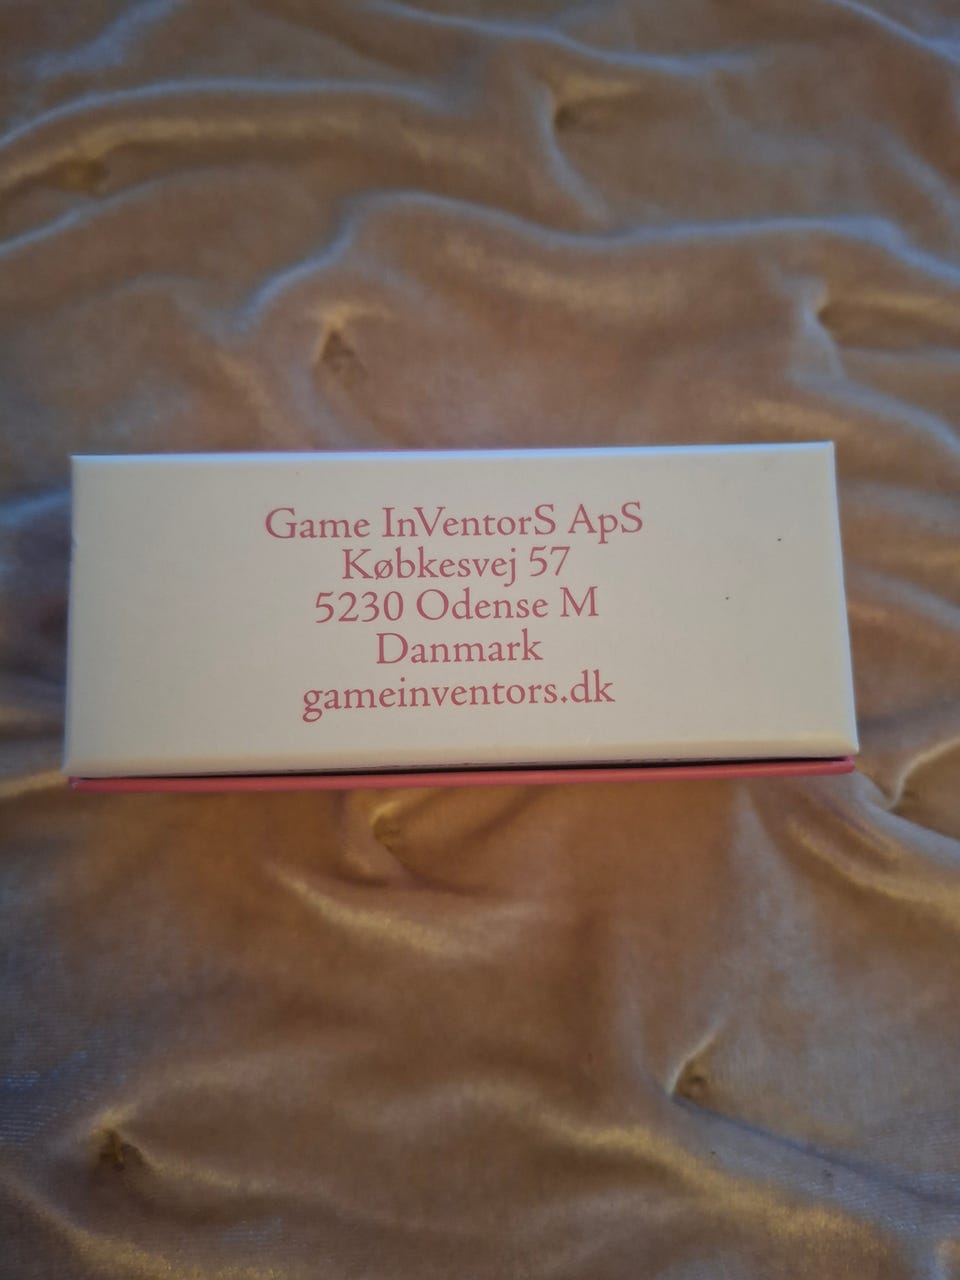 Game InVentorS ApS
Købkesvej 57
5230 Odense M
Danmark
gameinventors.dk